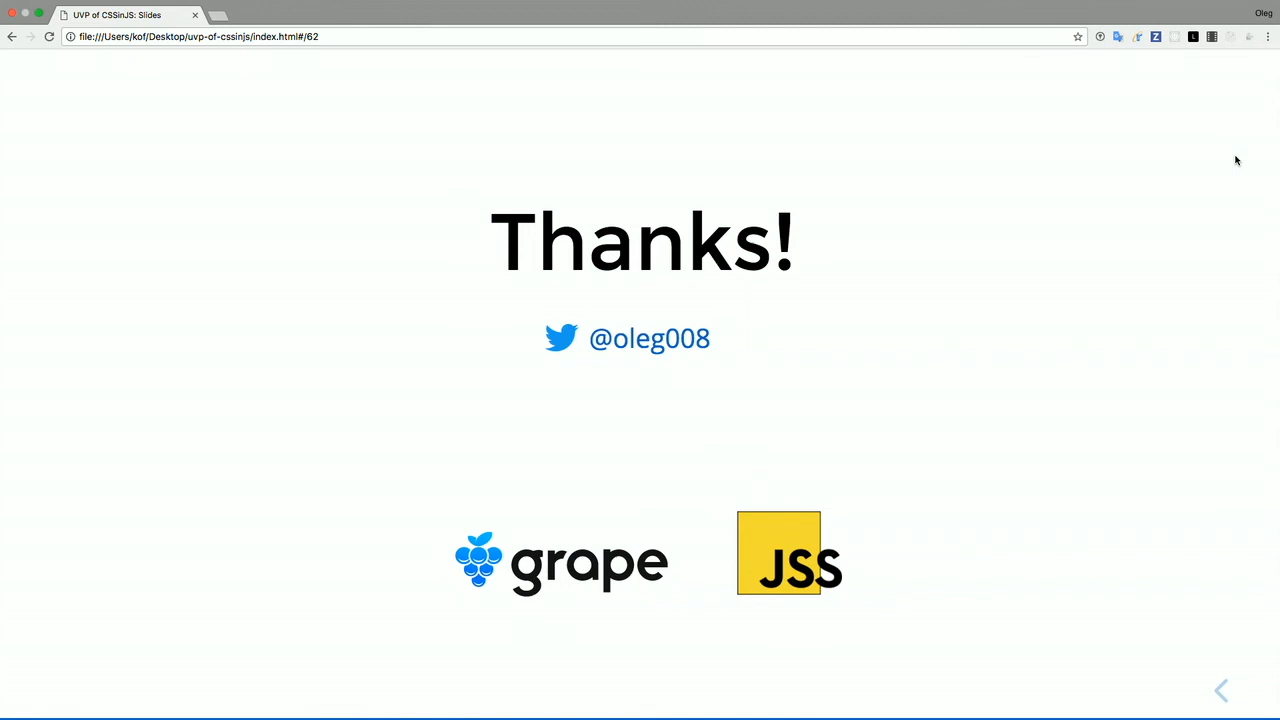 UVP of CSSinJS: Slides
Oleg
file:///Users/kof/Desktop/uvp-of-cssinjs/index.html#/62
Thanks!
@oleg008
grape
JSS